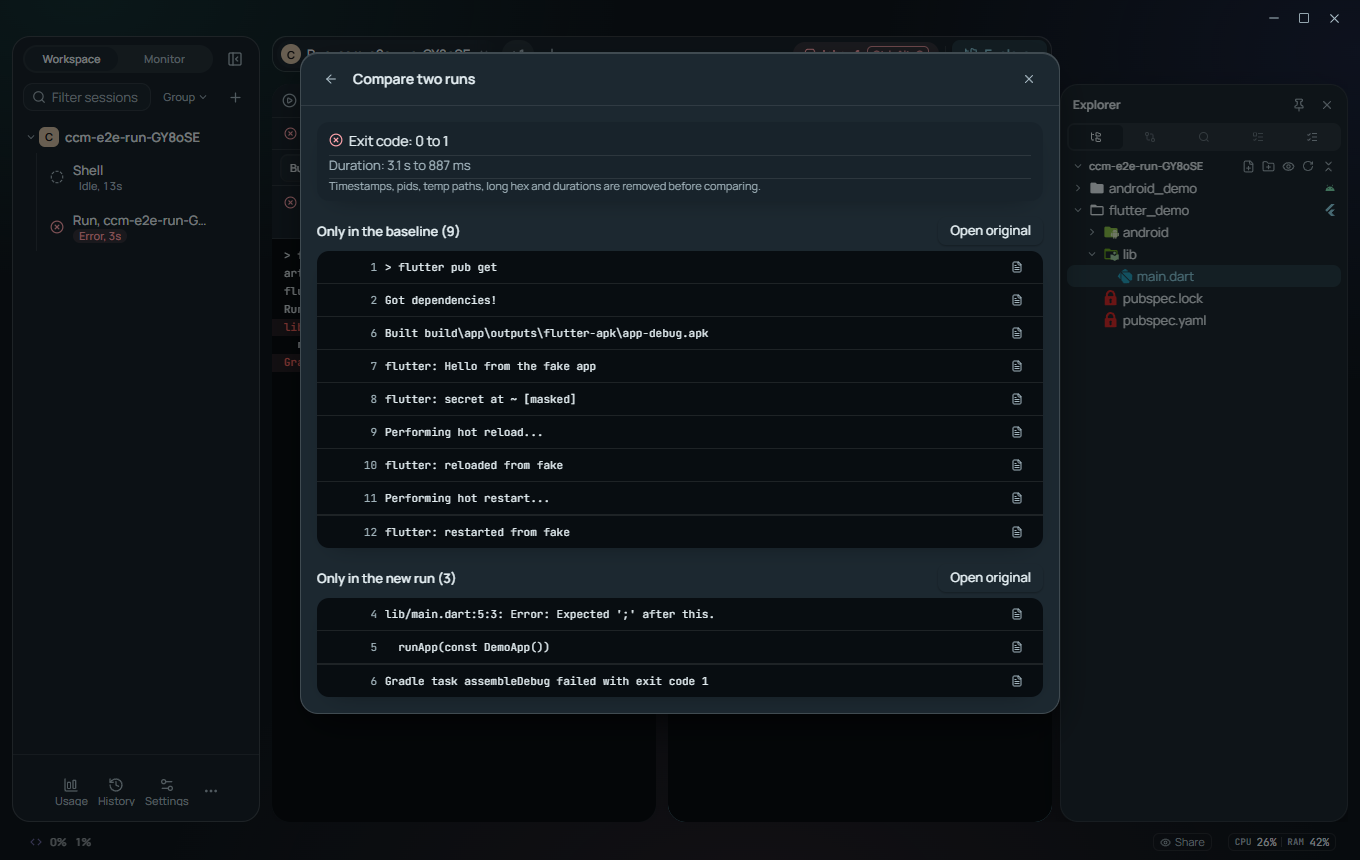 Workspace
Monitor
Filter sessions
Group
C ccm-e2e-run-GY8oSE
Shell
Idle, 13s
Run, ccm-e2e-run-G...
Error, 3s
Usage
History
Settings
0% 1%
C
Compare two runs
Exit code: 0 to 1
Duration: 3.1 s to 887 ms
Timestamps, pids, temp paths, long hex and durations are removed before comparing.
Only in the baseline (9)
Open original
1 > flutter pub get
2 Got dependencies!
6 Built build\app\outputs\flutter-apk\app-debug.apk
7 flutter: Hello from the fake app
8 flutter: secret at ~ [masked]
9 Performing hot reload...
10 flutter: reloaded from fake
11 Performing hot restart...
12 flutter: restarted from fake
Only in the new run (3)
Open original
4 lib/main.dart:5:3: Error: Expected ';' after this.
5 runApp(const DemoApp())
6 Gradle task assembleDebug failed with exit code 1
Explorer
ccm-e2e-run-GY8oSE
android_demo
flutter_demo
android
lib
main.dart
pubspec.lock
pubspec.yaml
Share
CPU 26% RAM 42%